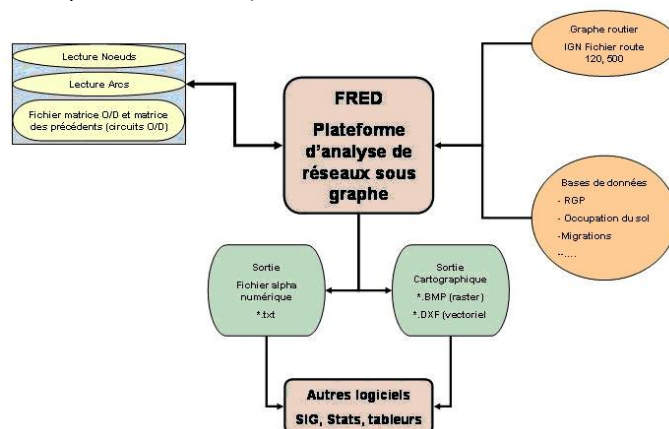 Lecture Noeuds
Lecture Arcs
Fichier matrice O/D et matrice
des précédents (circuits O/D)
FRED
Plateforme
d'analyse de
réseaux sous
graphe
Graphe routier
IGN Fichier route
120, 500
Bases de données
- RGP
- Occupation du sol
-Migrations
--.....
Sortie
Fichier alpha
numérique
*.txt
Sortie
Cartographique
*.BMP (raster)
*.DXF (vectoriel
Autres logiciels
SIG, Stats, tableurs